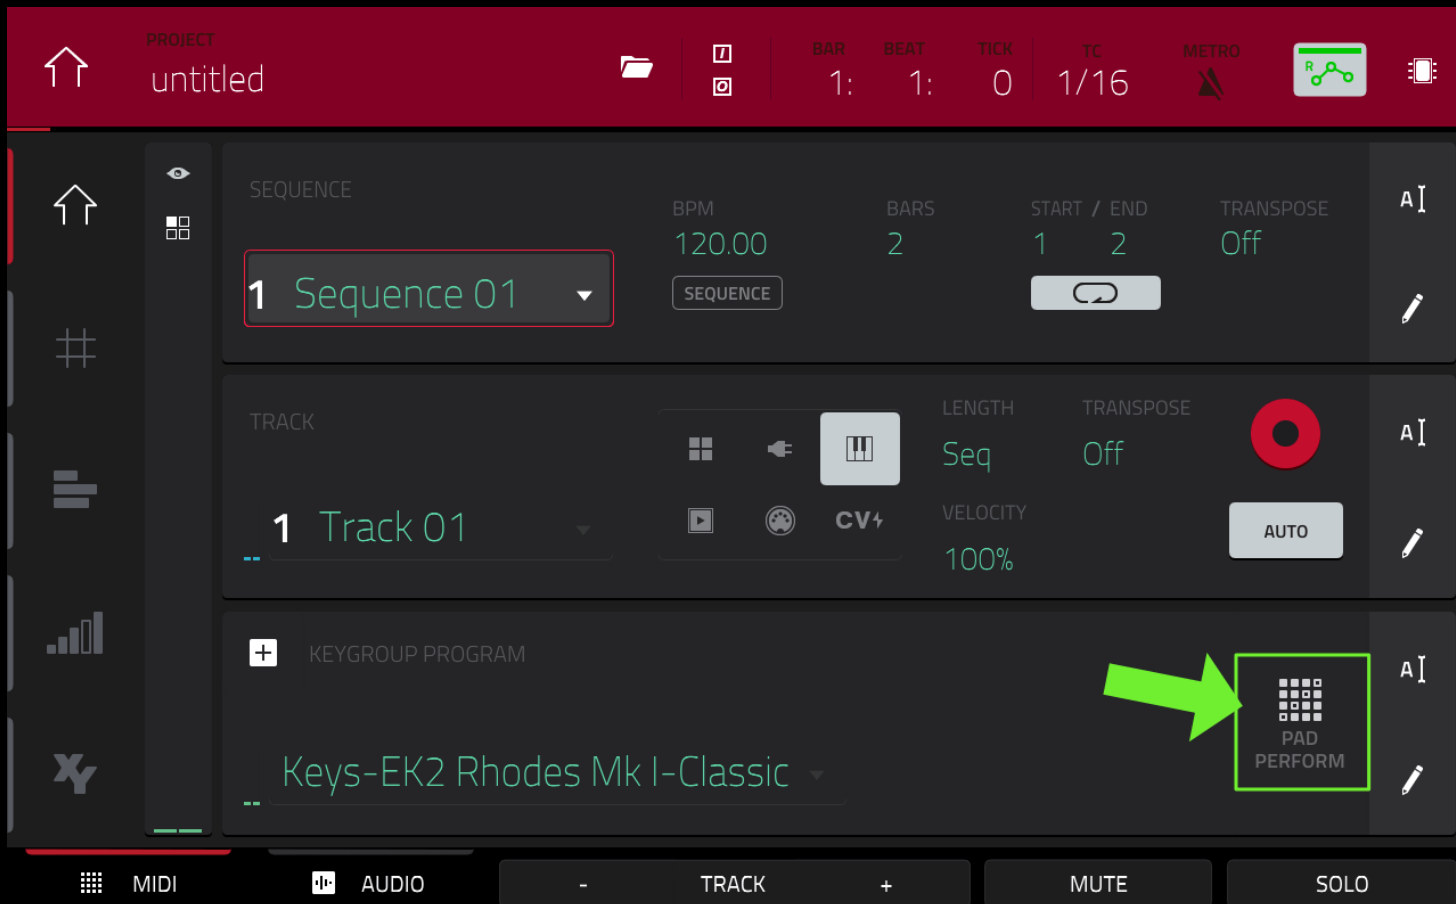 PROJECT
untitled
BAR BEAT TICK TC METRO
1: 1: 0 1/16
R
SEQUENCE
1 Sequence 01
BPM BARS START / END TRANSPOSE
120.00 2 1 2 Off
SEQUENCE
A
TRACK
1 Track 01
CV
LENGTH TRANSPOSE
Seq Off
VELOCITY
100%
AUTO
A
KEYGROUP PROGRAM
Keys-EK2 Rhodes Mk I-Classic
PAD
PERFORM
A
XY
MIDI AUDIO - TRACK + MUTE SOLO